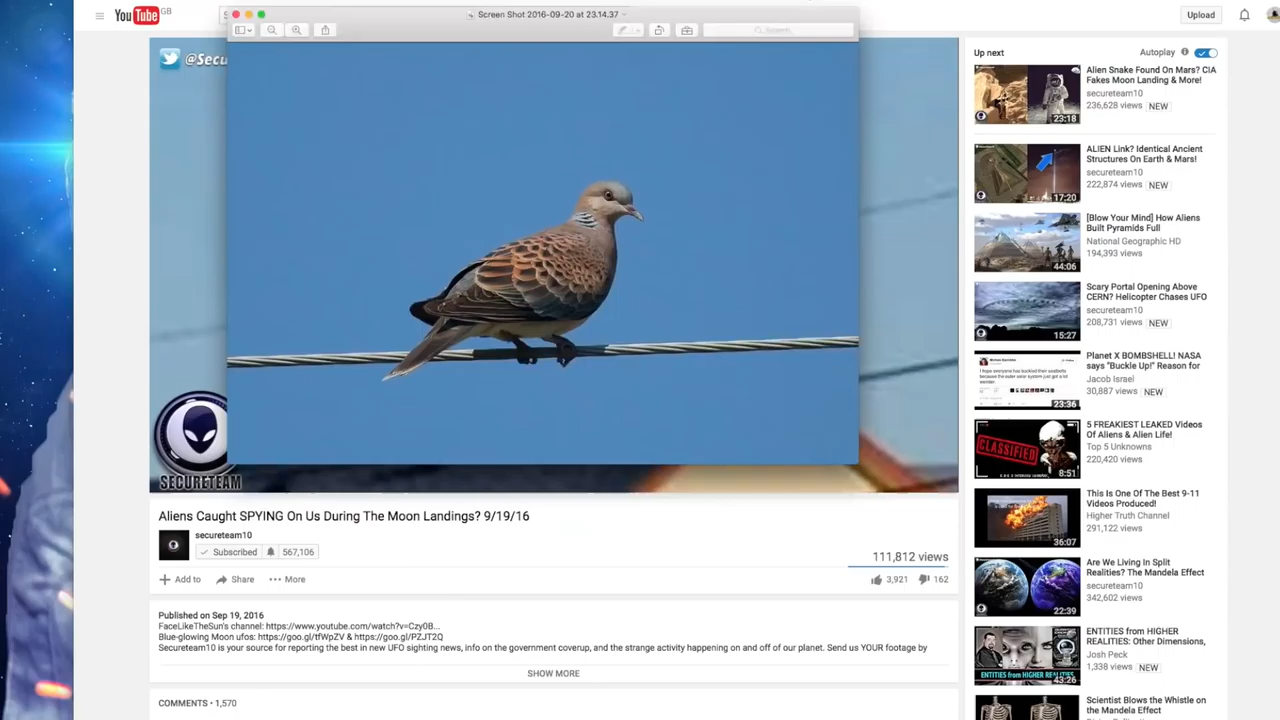 YouTube GB
Screen Shot 2016-09-20 at 23.14.37
Search
Upload
@Secu
SECURETEAM
Aliens Caught SPYING On Us During The Moon Landings? 9/19/16
secureteam10
Subscribed 567,106
111,812 views
Add to Share More
3,921 162
Published on Sep 19, 2016
FaceLikeTheSun's channel: https://www.youtube.com/watch?v=Czy0B...
Blue-glowing Moon ufos: https://goo.gl/tfWpZV & https://goo.gl/PZJT2Q
Secureteam10 is your source for reporting the best in new UFO sighting news, info on the government coverup, and the strange activity happening on and off of our planet. Send us YOUR footage by
SHOW MORE
COMMENTS • 1,570
Up next
Autoplay
Alien Snake Found On Mars? CIA
Fakes Moon Landing & More!
secureteam10
236,628 views NEW
23:18
ALIEN Link? Identical Ancient
Structures On Earth & Mars!
secureteam10
222,874 views NEW
17:20
[Blow Your Mind] How Aliens
Built Pyramids Full
National Geographic HD
194,393 views
44:06
Scary Portal Opening Above
CERN? Helicopter Chases UFO
secureteam10
208,731 views NEW
15:27
Planet X BOMBSHELL! NASA
says "Buckle Up!" Reason for
Jacob Israel
30,887 views NEW
23:36
5 FREAKIEST LEAKED Videos
Of Aliens & Alien Life!
Top 5 Unknowns
220,420 views
CLASSIFIED
8:51
This Is One Of The Best 9-11
Videos Produced!
Higher Truth Channel
291,122 views
36:07
Are We Living In Split
Realities? The Mandela Effect
secureteam10
342,602 views
22:39
ENTITIES from HIGHER
REALITIES: Other Dimensions,
Josh Peck
1,338 views NEW
ENTITIES from HIGHER REALITIES
43:26
Scientist Blows the Whistle on
the Mandela Effect